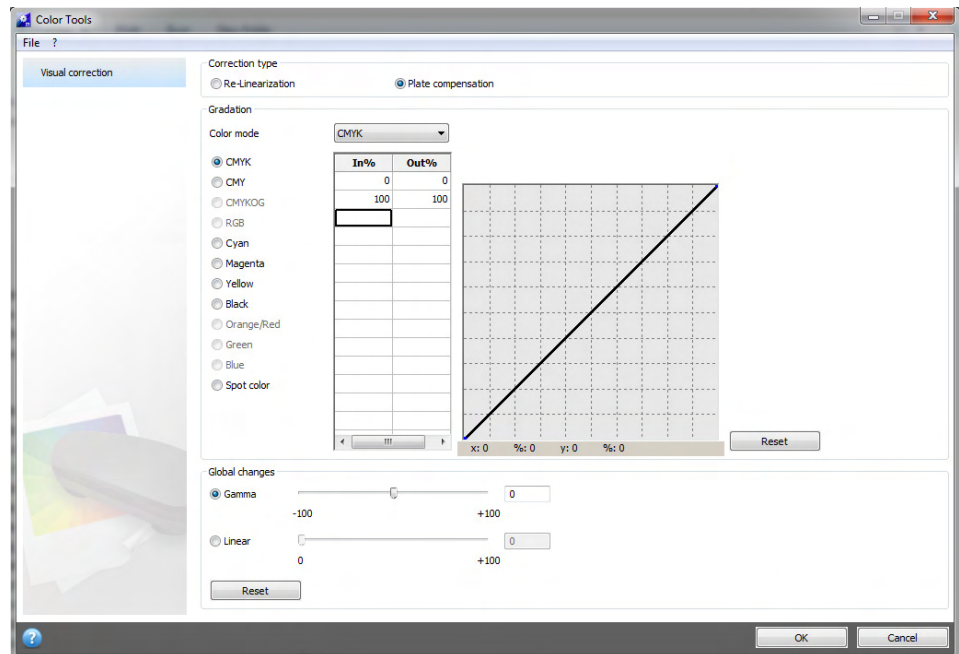 Color Tools
File ?
Visual correction
Correction type
Re-Linearization Plate compensation
Gradation
Color mode CMYK
CMYK
CMY
CMYKOG
RGB
Cyan
Magenta
Yellow
Black
Orange/Red
Green
Blue
Spot color
In% Out%
0 0
100 100
x: 0 %: 0 y: 0 %: 0
Reset
Global changes
Gamma 0
-100 +100
Linear 0
0 +100
Reset
? OK Cancel